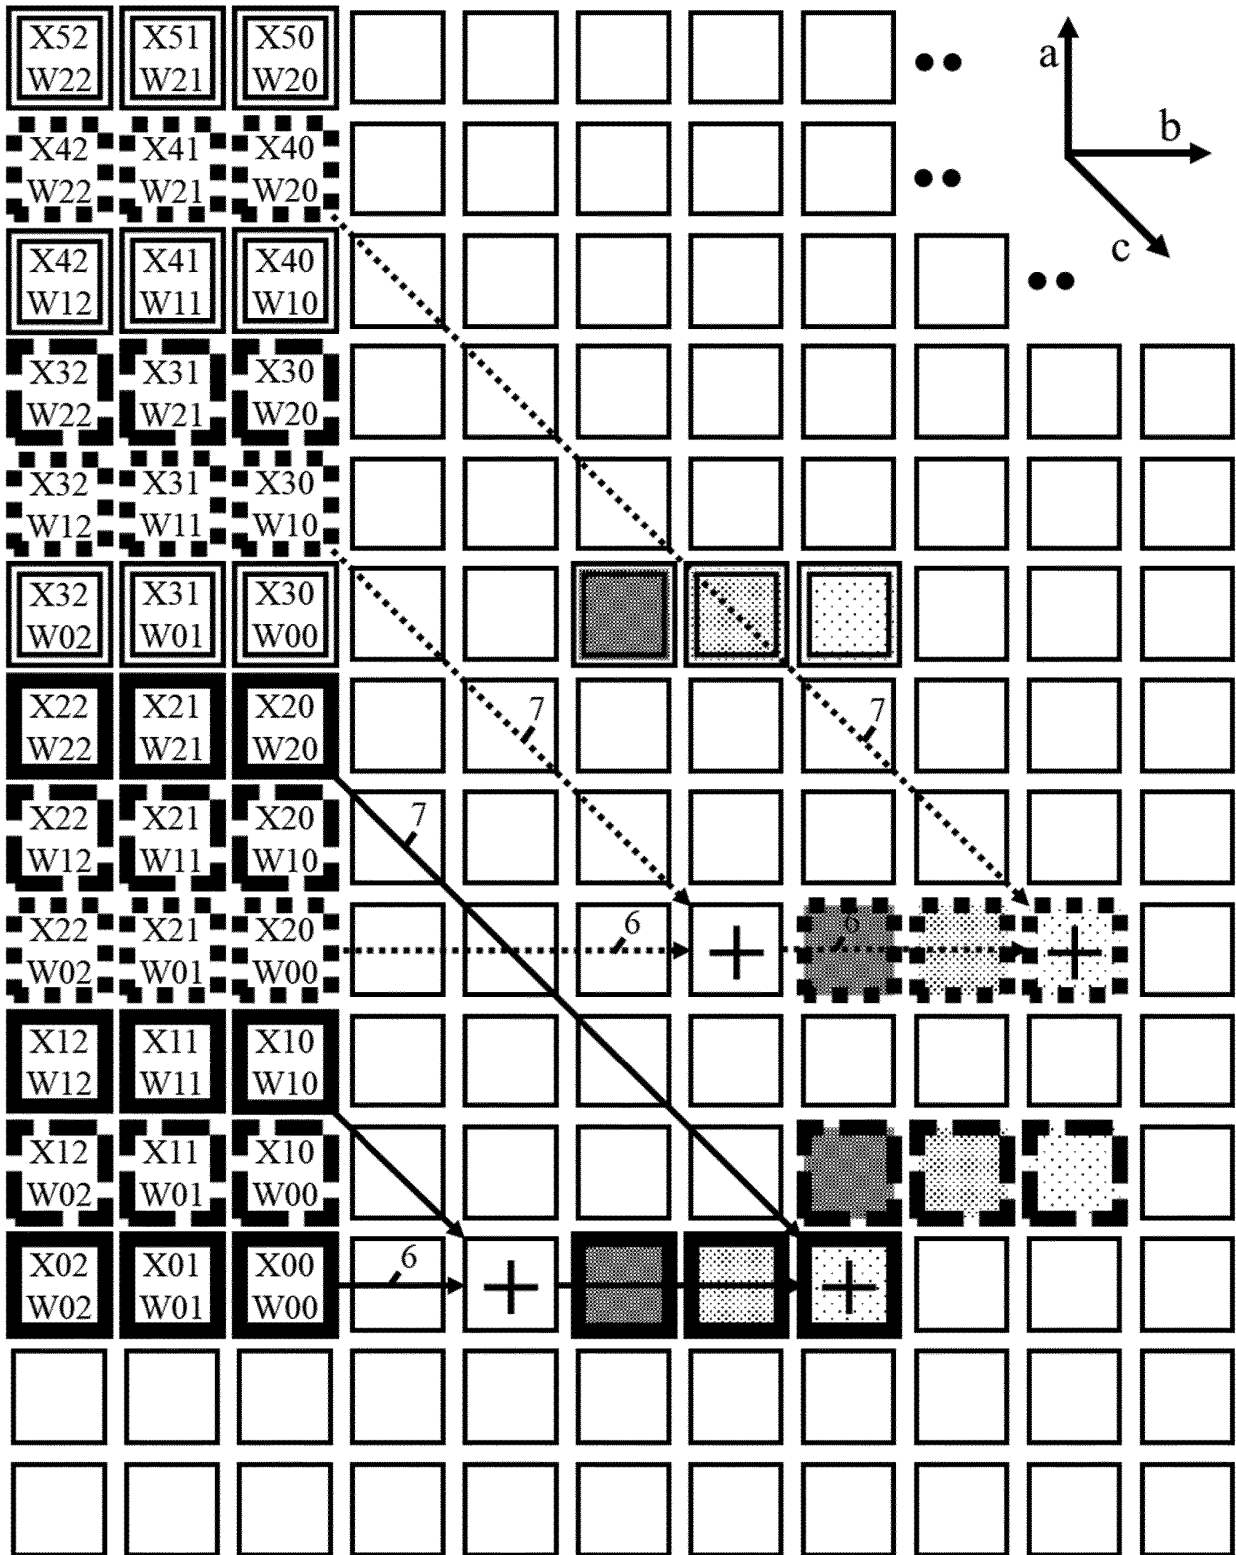 X52 X51 X50
W22 W21 W20
a
b
c
X42 X41 X40
W22 W21 W20
X42 X41 X40
W12 W11 W10
X32 X31 X30
W22 W21 W20
X32 X31 X30
W12 W11 W10
X32 X31 X30
W02 W01 W00
X22 X21 X20
W22 W21 W20
7 7
7
X22 X21 X20
W12 W11 W10
X22 X21 X20
W02 W01 W00
6 + 6 +
X12 X11 X10
W12 W11 W10
X12 X11 X10
W02 W01 W00
X02 X01 X00
W02 W01 W00
6 + +